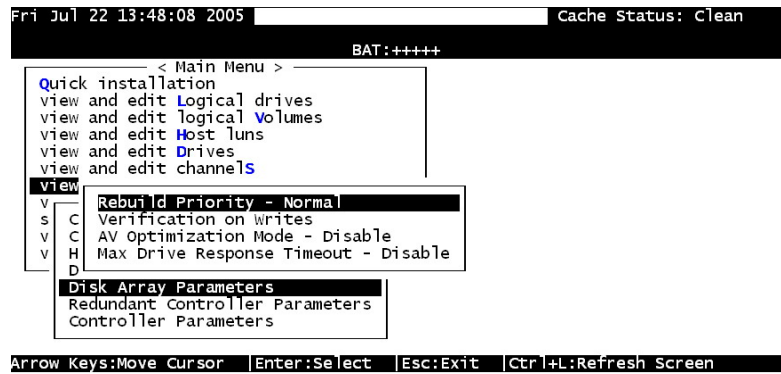 Fri Jul 22 13:48:08 2005 Cache Status: Clean
BAT:+++++
< Main Menu >
Quick installation
view and edit Logical drives
view and edit logical Volumes
view and edit Host luns
view and edit Drives
view and edit channelS
view
v Rebuild Priority - Normal
s C Verification on Writes
v C AV Optimization Mode - Disable
v H Max Drive Response Timeout - Disable
D
Disk Array Parameters
Redundant Controller Parameters
Controller Parameters
Arrow Keys:Move Cursor |Enter:Select |Esc:Exit |Ctrl+L:Refresh Screen